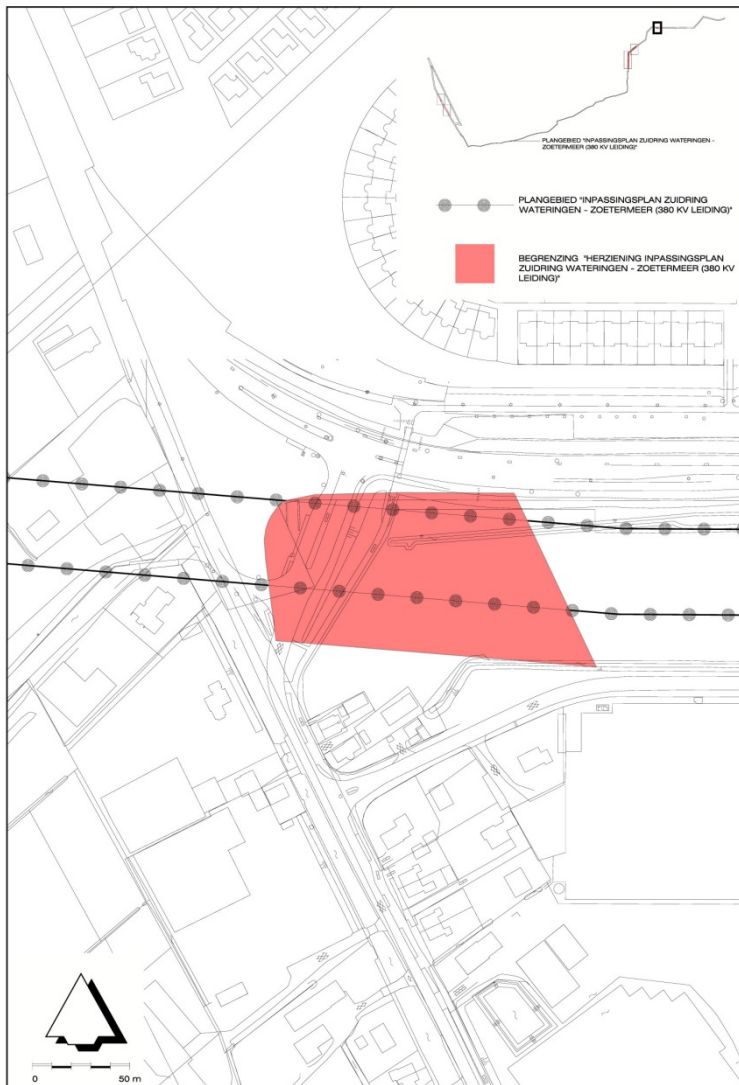 PLANGEBIED "INPASSINGSPLAN ZUIDRING WATERINGEN -
ZOETERMEER (380 KV LEIDING)"
PLANGEBIED "INPASSINGSPLAN ZUIDRING
WATERINGEN - ZOETERMEER (380 KV LEIDING)"
BEGRENZING "HERZIENING INPASSINGSPLAN
ZUIDRING WATERINGEN - ZOETERMEER (380 KV
LEIDING)"
0 50 m